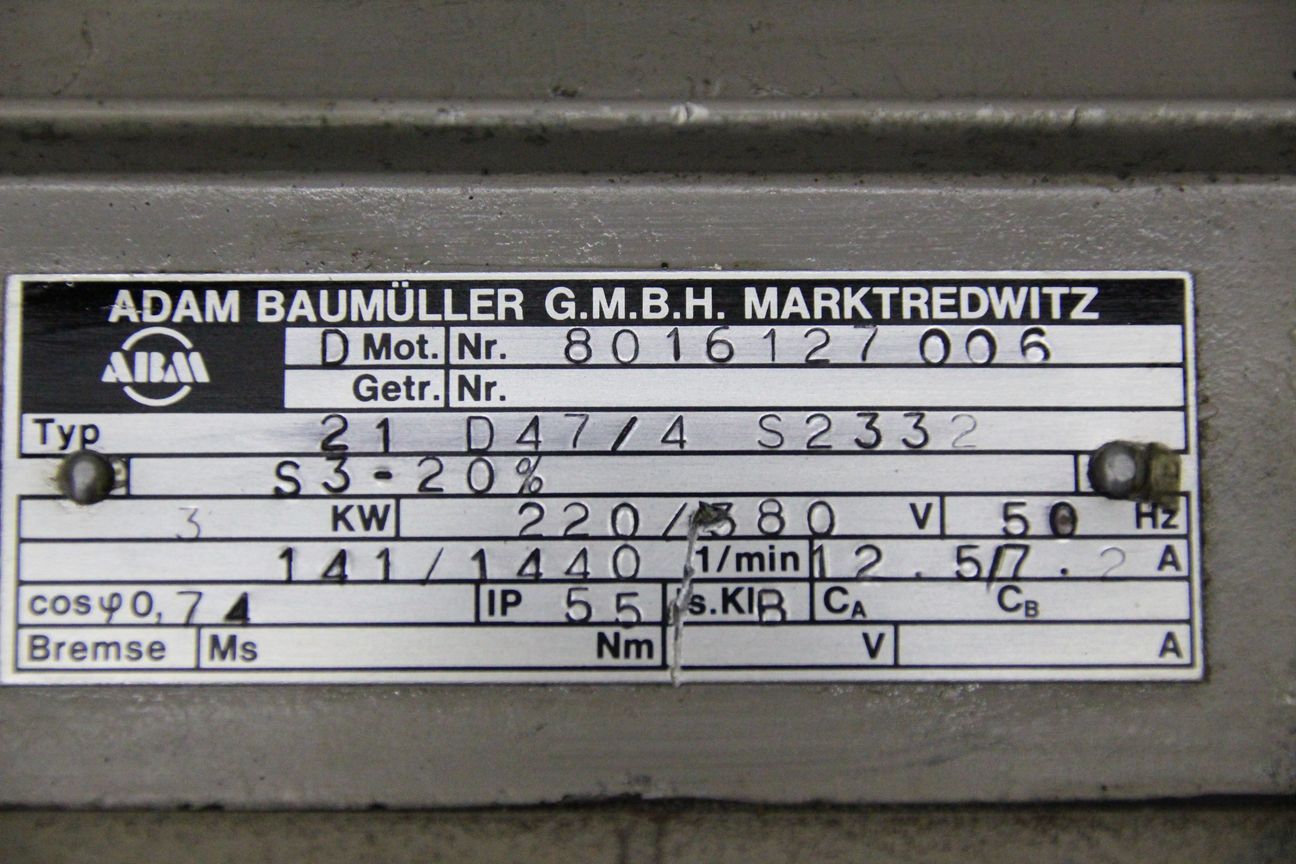 ADAM BAUMÜLLER G.M.B.H. MARKTREDWITZ
ABM
D Mot. Nr. 8016127 006
Getr. Nr.
Typ 21 D47/4 S2332
S3-20%
3 KW 220/380 V 50 Hz
141/1440 1/min 12.5/7.2 A
cosφ0,74 IP 55 s.Kl B CA CB
Bremse Ms Nm V A